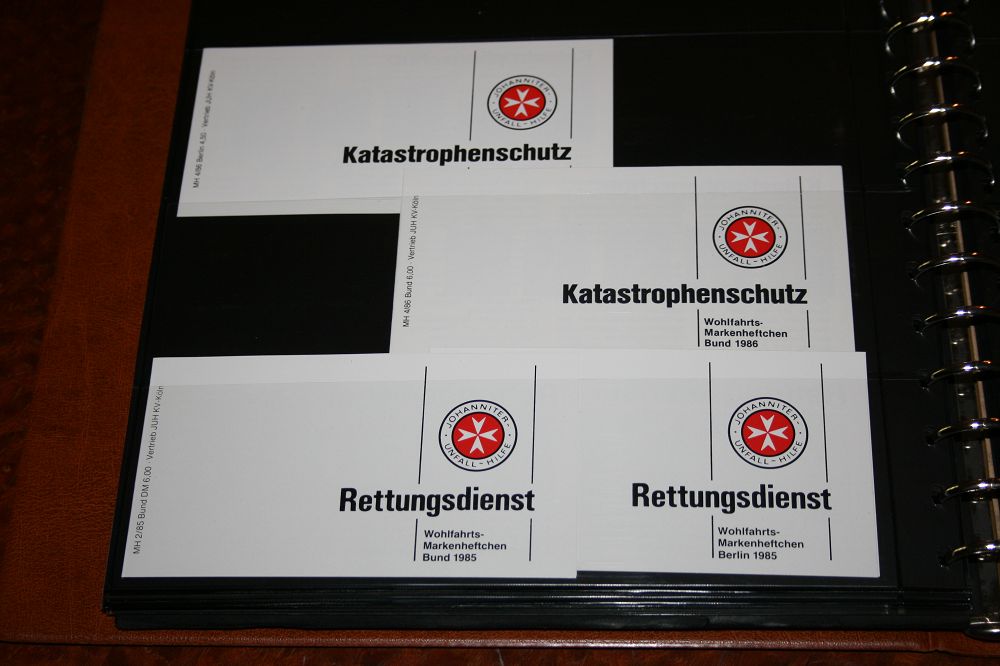 MH 4/86 Berlin 4,50 · Vertrieb JUH KV-Köln
JOHANNITER-
UNFALL-HILFE
Katastrophenschutz
MH 4/86 Bund 6,00 · Vertrieb JUH KV-Köln
JOHANNITER-
UNFALL-HILFE
Katastrophenschutz
Wohlfahrts-
Markenheftchen
Bund 1986
MH 2/85 Bund DM 6,00 · Vertrieb JUH KV-Köln
JOHANNITER-
UNFALL-HILFE
Rettungsdienst
Wohlfahrts-
Markenheftchen
Bund 1985
JOHANNITER-
UNFALL-HILFE
Rettungsdienst
Wohlfahrts-
Markenheftchen
Berlin 1985